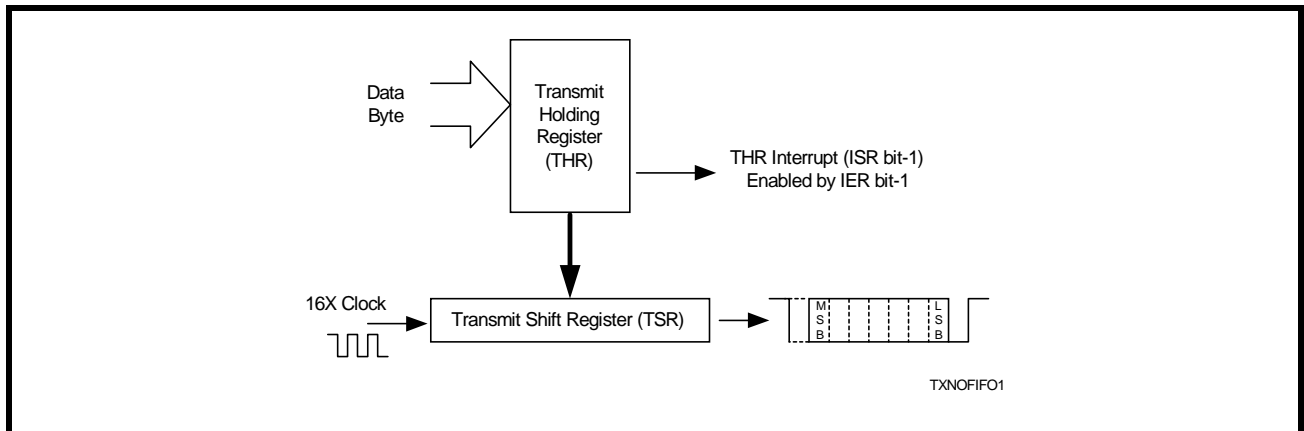 Data
Byte
Transmit
Holding
Register
(THR)
THR Interrupt (ISR bit-1)
Enabled by IER bit-1
16X Clock
Transmit Shift Register (TSR)
M
S
B
L
S
B
TXNOFIFO1